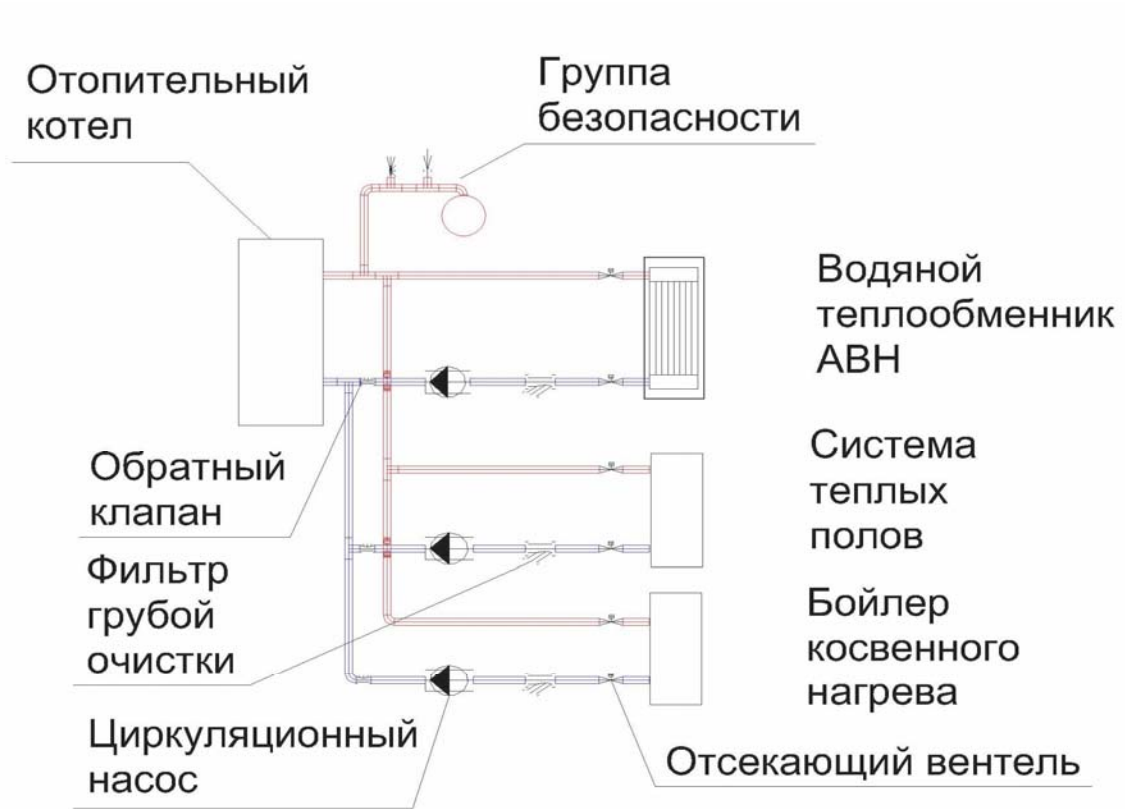 Отопительный
котел
Группа
безопасности
Водяной
теплообменник
АВН
Обратный
клапан
Система
теплых
полов
Фильтр
грубой
очистки
Бойлер
косвенного
нагрева
Циркуляционный
насос
Отсекающий вентель